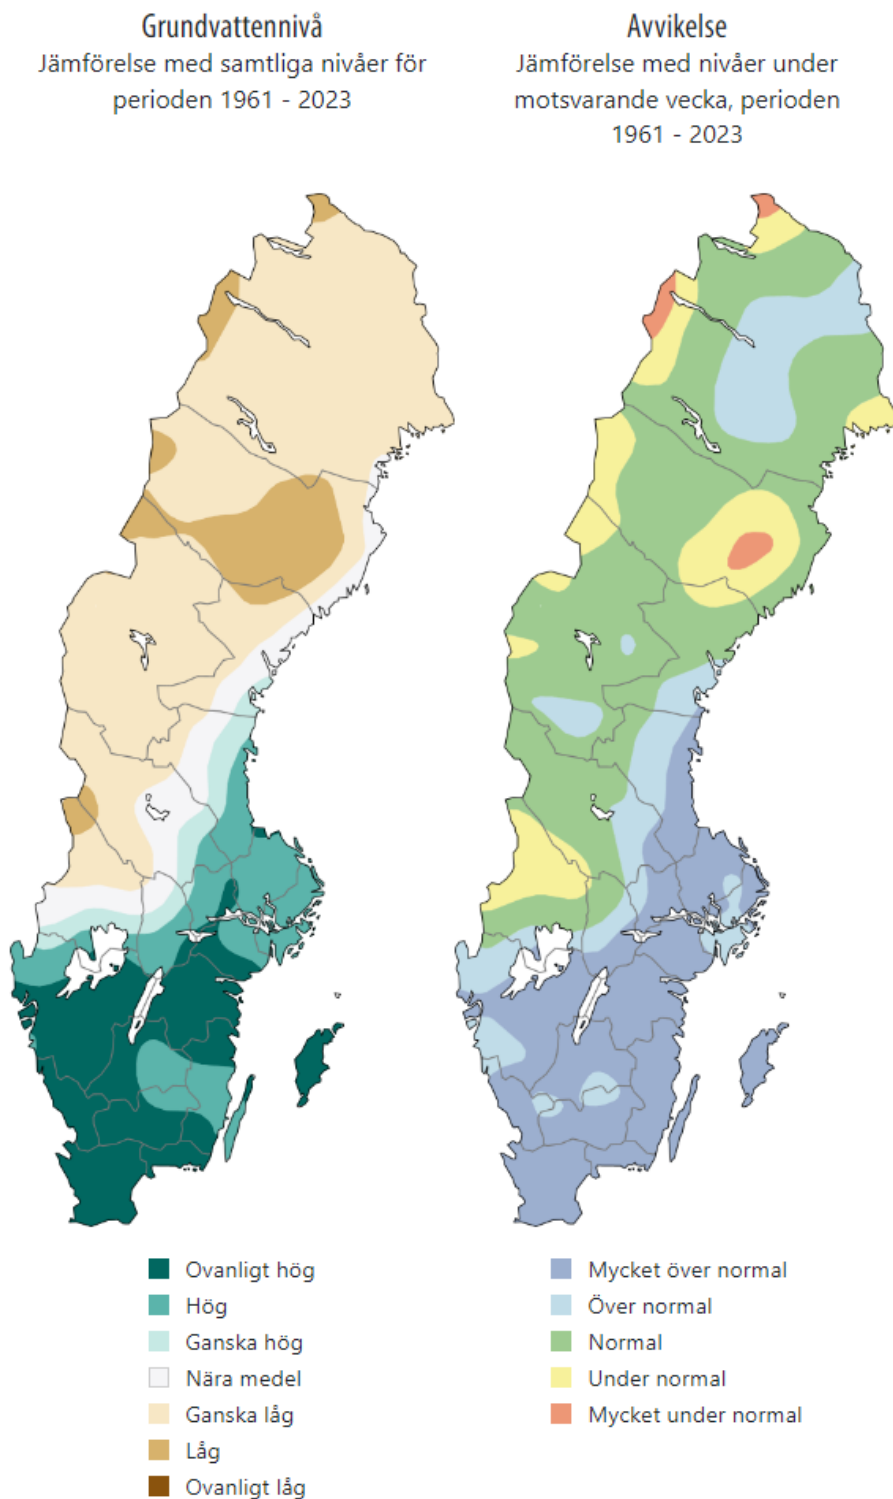 Grundvattennivå
Jämförelse med samtliga nivåer för
perioden 1961 - 2023
Avvikelse
Jämförelse med nivåer under
motsvarande vecka, perioden
1961 - 2023
Ovanligt hög
Hög
Ganska hög
Nära medel
Ganska låg
Låg
Ovanligt låg
Mycket över normal
Över normal
Normal
Under normal
Mycket under normal